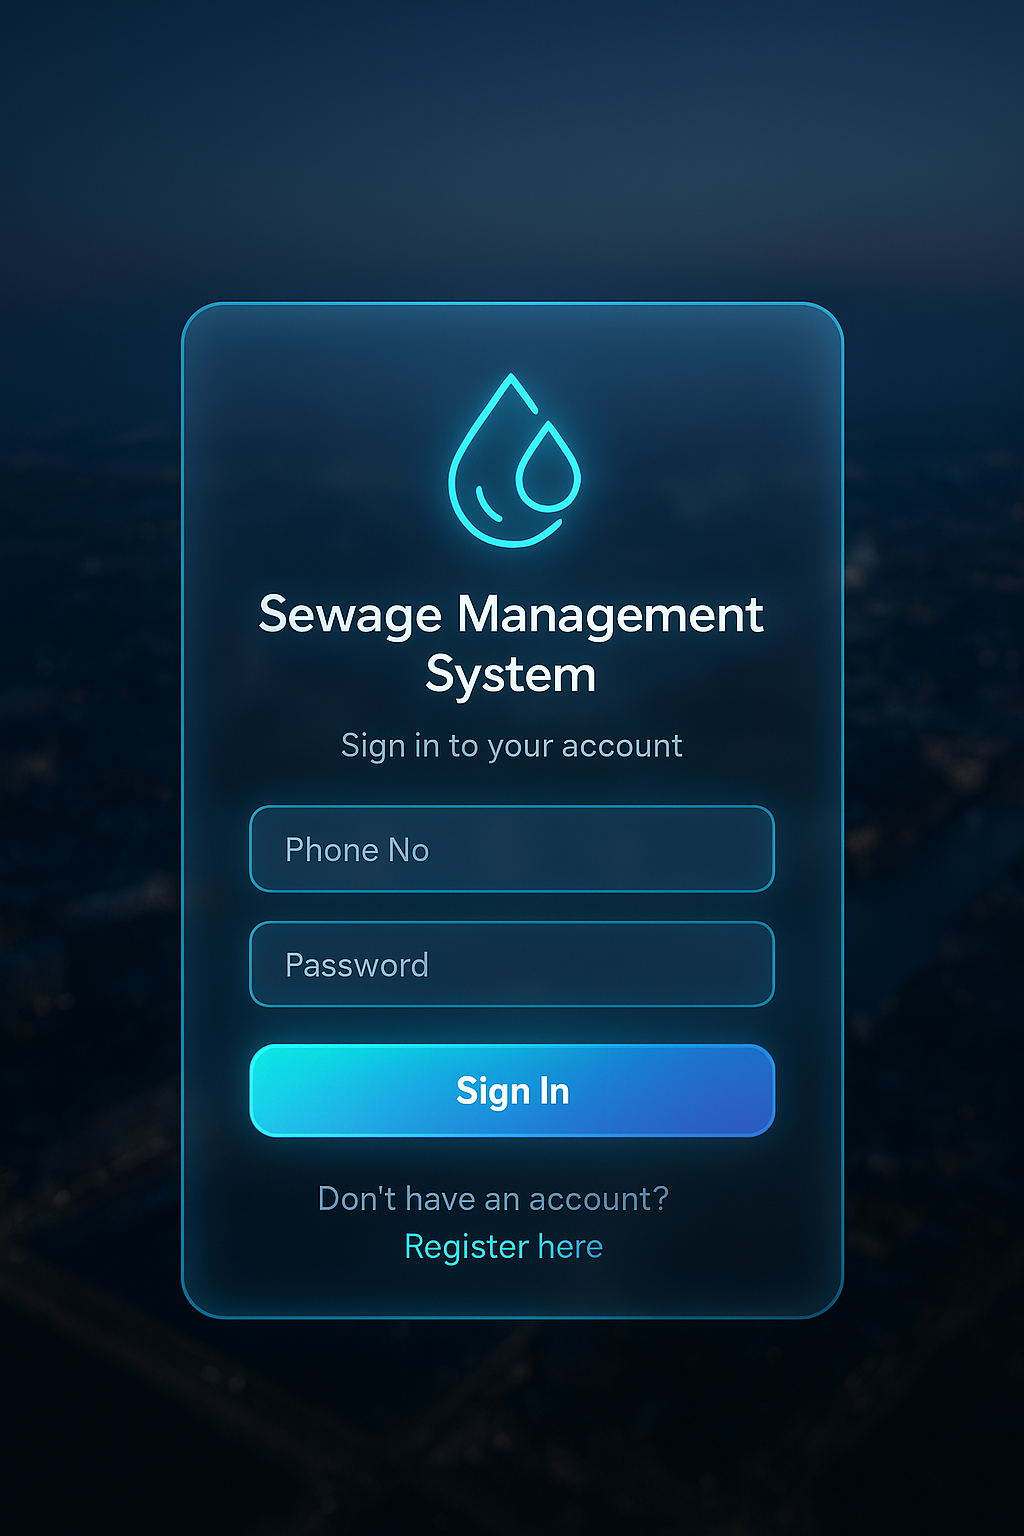 Sewage Management
System
Sign in to your account
Phone No
Password
Sign In
Don't have an account?
Register here